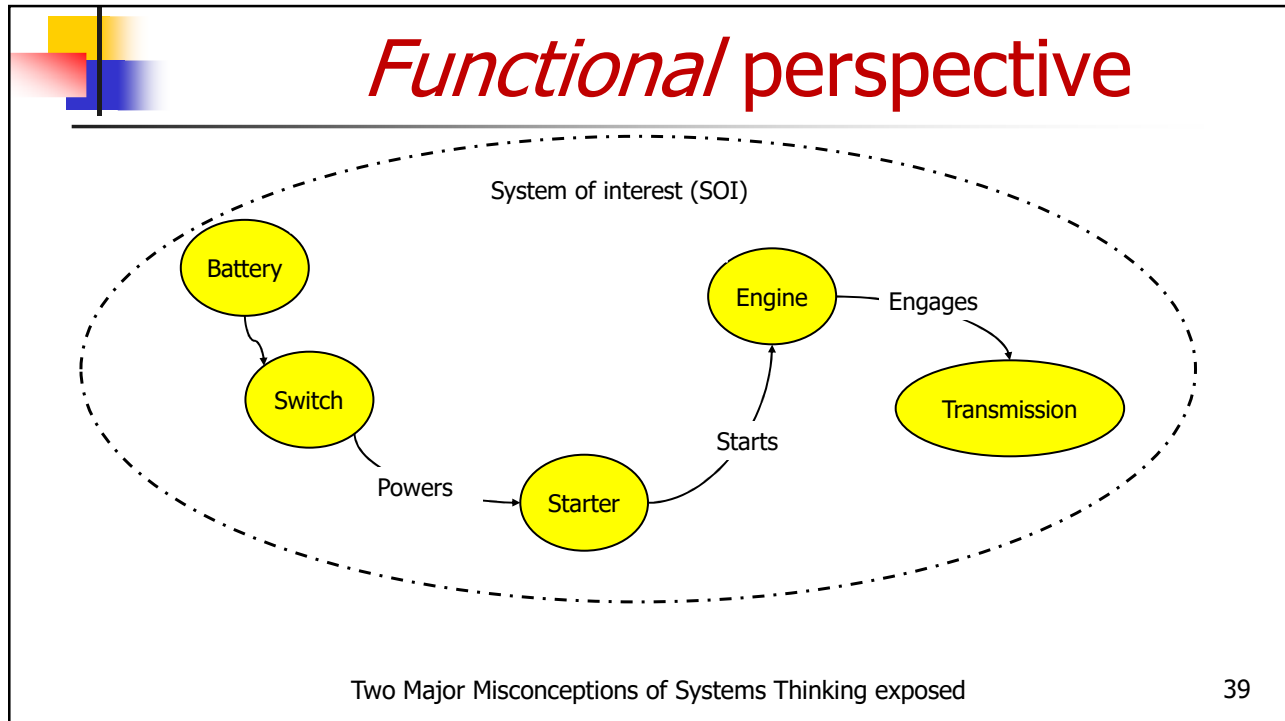 Functional perspective
System of interest (SOI)
Battery
Switch
Powers
Starter
Starts
Engine
Engages
Transmission
Two Major Misconceptions of Systems Thinking exposed
39